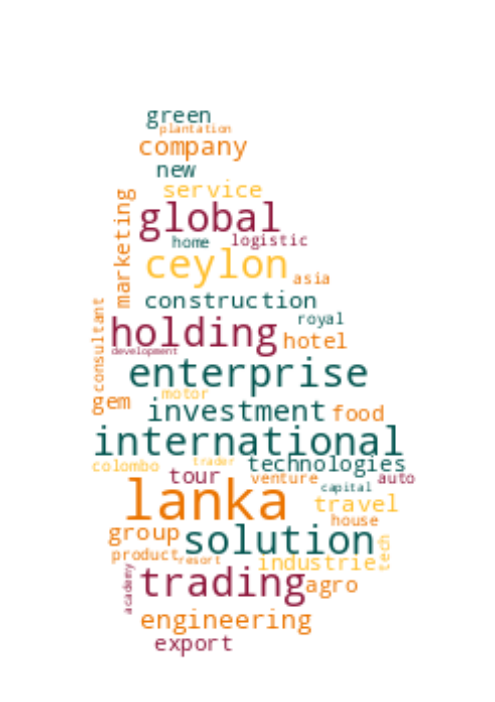 green
plantation
company
new
service
marketing
global
home logistic
ceylon
asia
construction
consultant
royal
holding hotel
development
enterprise
motor
gem
investment food
international
colombo trader technologies
tour venture capital auto
lanka travel
house
group solution
tech
product resort industrie
academy
trading agro
engineering
export